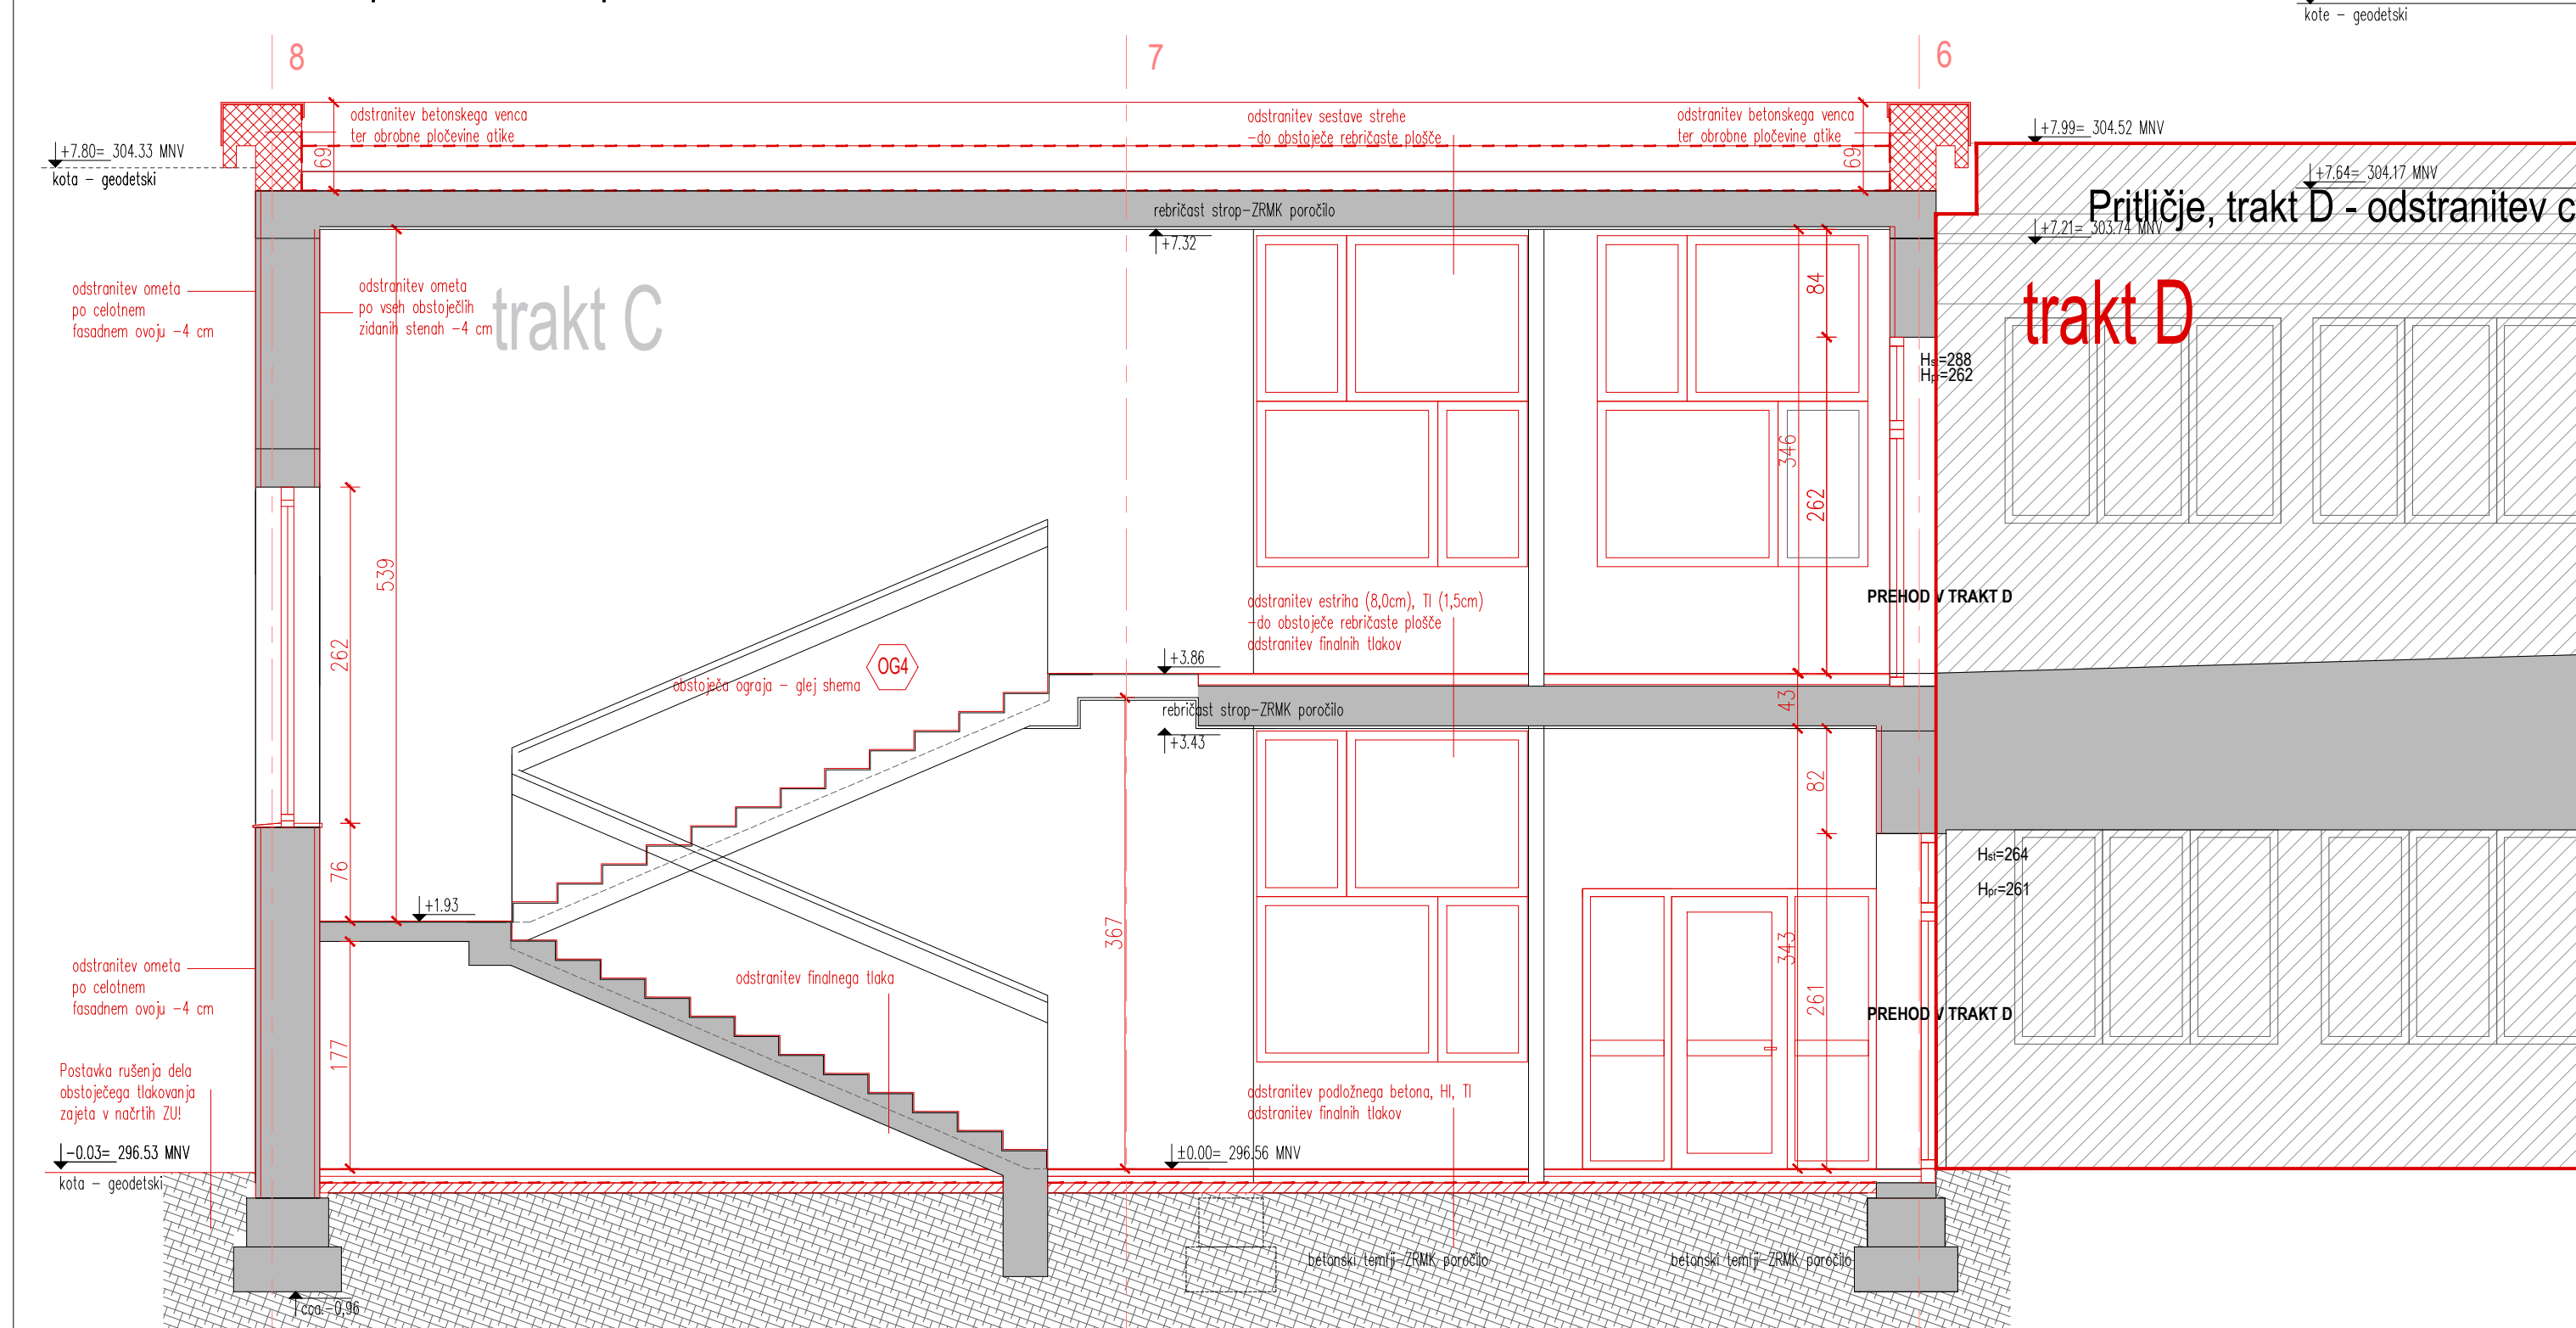 kote - geodetski
8
7
6
odstranitev betonskega venca
ter obrobne pločevine atike
odstranitev sestave strehe
-do obstoječe rebričaste plošče
odstranitev betonskega venca
ter obrobne pločevine atike
+7.99= 304.52 MNV
+7.80= 304.33 MNV
kota - geodetski
69
69
+7.64= 304.17 MNV
Pritličje, trakt D - odstranitev c
rebričast strop-ZRMK poročilo
+7.21= 303.74 MNV
+7.32
odstranitev ometa
po celotnem
fasadnem ovoju -4 cm
odstranitev ometa
po vseh obstoječlih
zidanih stenah -4 cm
trakt C
84
trakt D
Hst=288
Hpr=262
346
262
539
262
odstranitev estriha (8,0cm), TI (1,5cm)
-do obstoječe rebričaste plošče
odstranitev finalnih tlakov
PREHOD V TRAKT D
OG4
obstoječa ograja - glej shema
+3.86
43
rebričast strop-ZRMK poročilo
+3.43
82
76
Hst=264
Hpr=261
+1.93
367
343
261
odstranitev ometa
po celotnem
fasadnem ovoju -4 cm
odstranitev finalnega tlaka
PREHOD V TRAKT D
177
Postavka rušenja dela
obstoječega tlakovanja
zajeta v načrtih ZU!
odstranitev podložnega betona, HI, TI
odstranitev finalnih tlakov
-0.03= 296.53 MNV
kota - geodetski
±0.00= 296.56 MNV
betonski temlji-ZRMK poročilo
betonski temlji-ZRMK poročilo
cca.-0,96